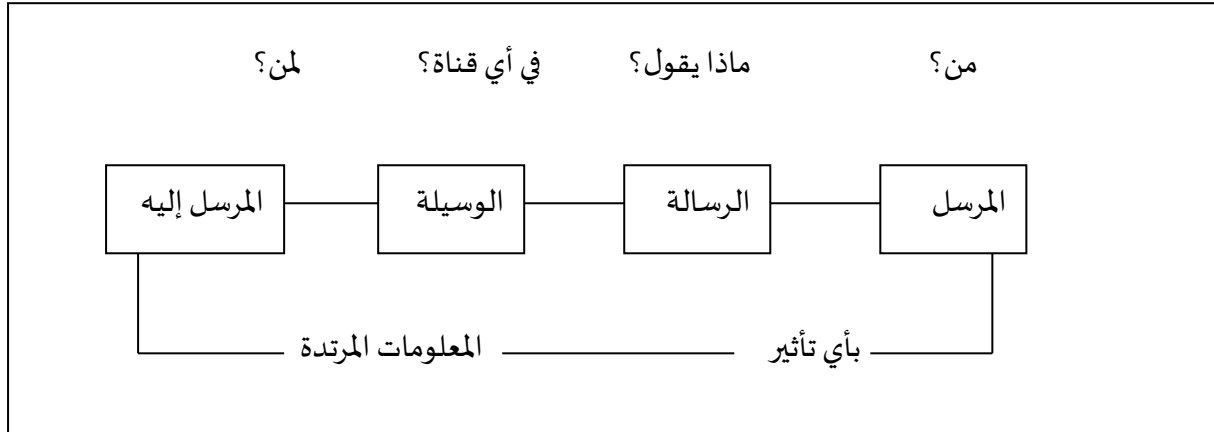 من؟ ماذا يقول؟ في أي قناة؟ لمن؟
المرسل الرسالة الوسيلة المرسل إليه
بأي تأثير المعلومات المرتدة